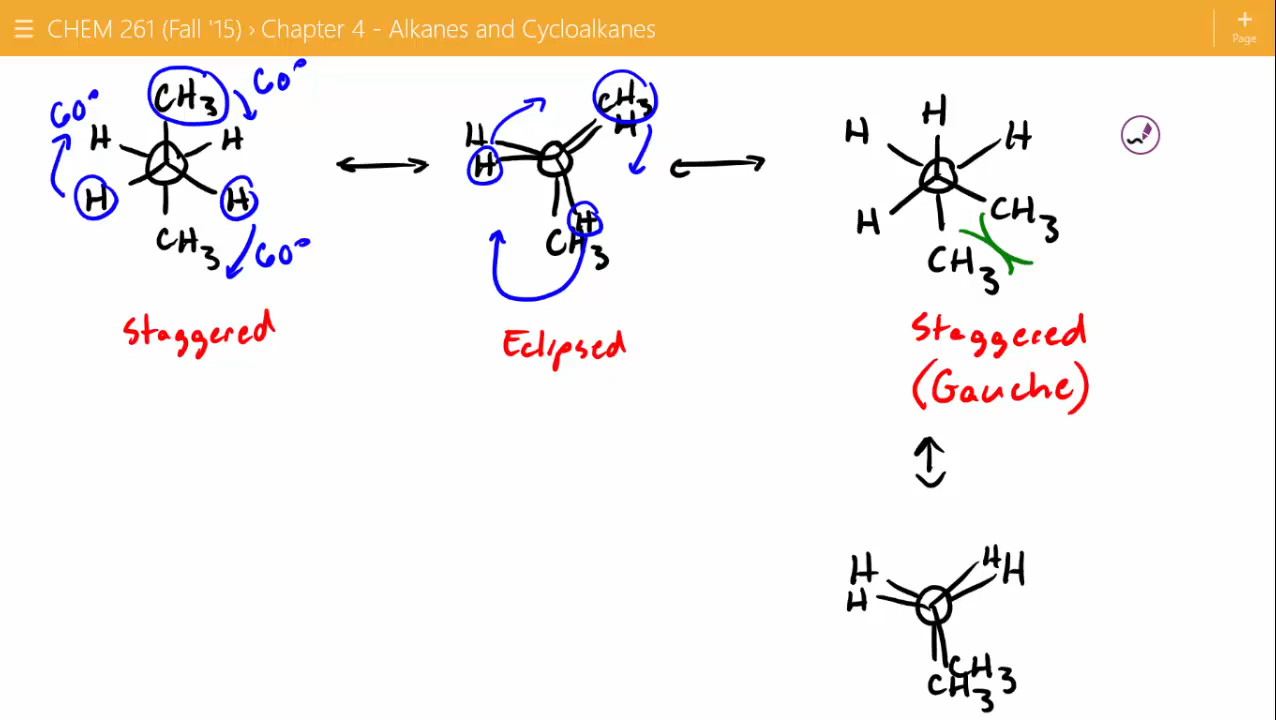 CHEM 261 (Fall '15) › Chapter 4 - Alkanes and Cycloalkanes
+
Page
60°
CH3
60°
H
H
H
H
CH3
60°
Staggered
CH3
H
H
H
H
CH3
Eclipsed
H
H
H
H
CH3
CH3
Staggered
(Gauche)
H
H
H
H
CH3
CH3